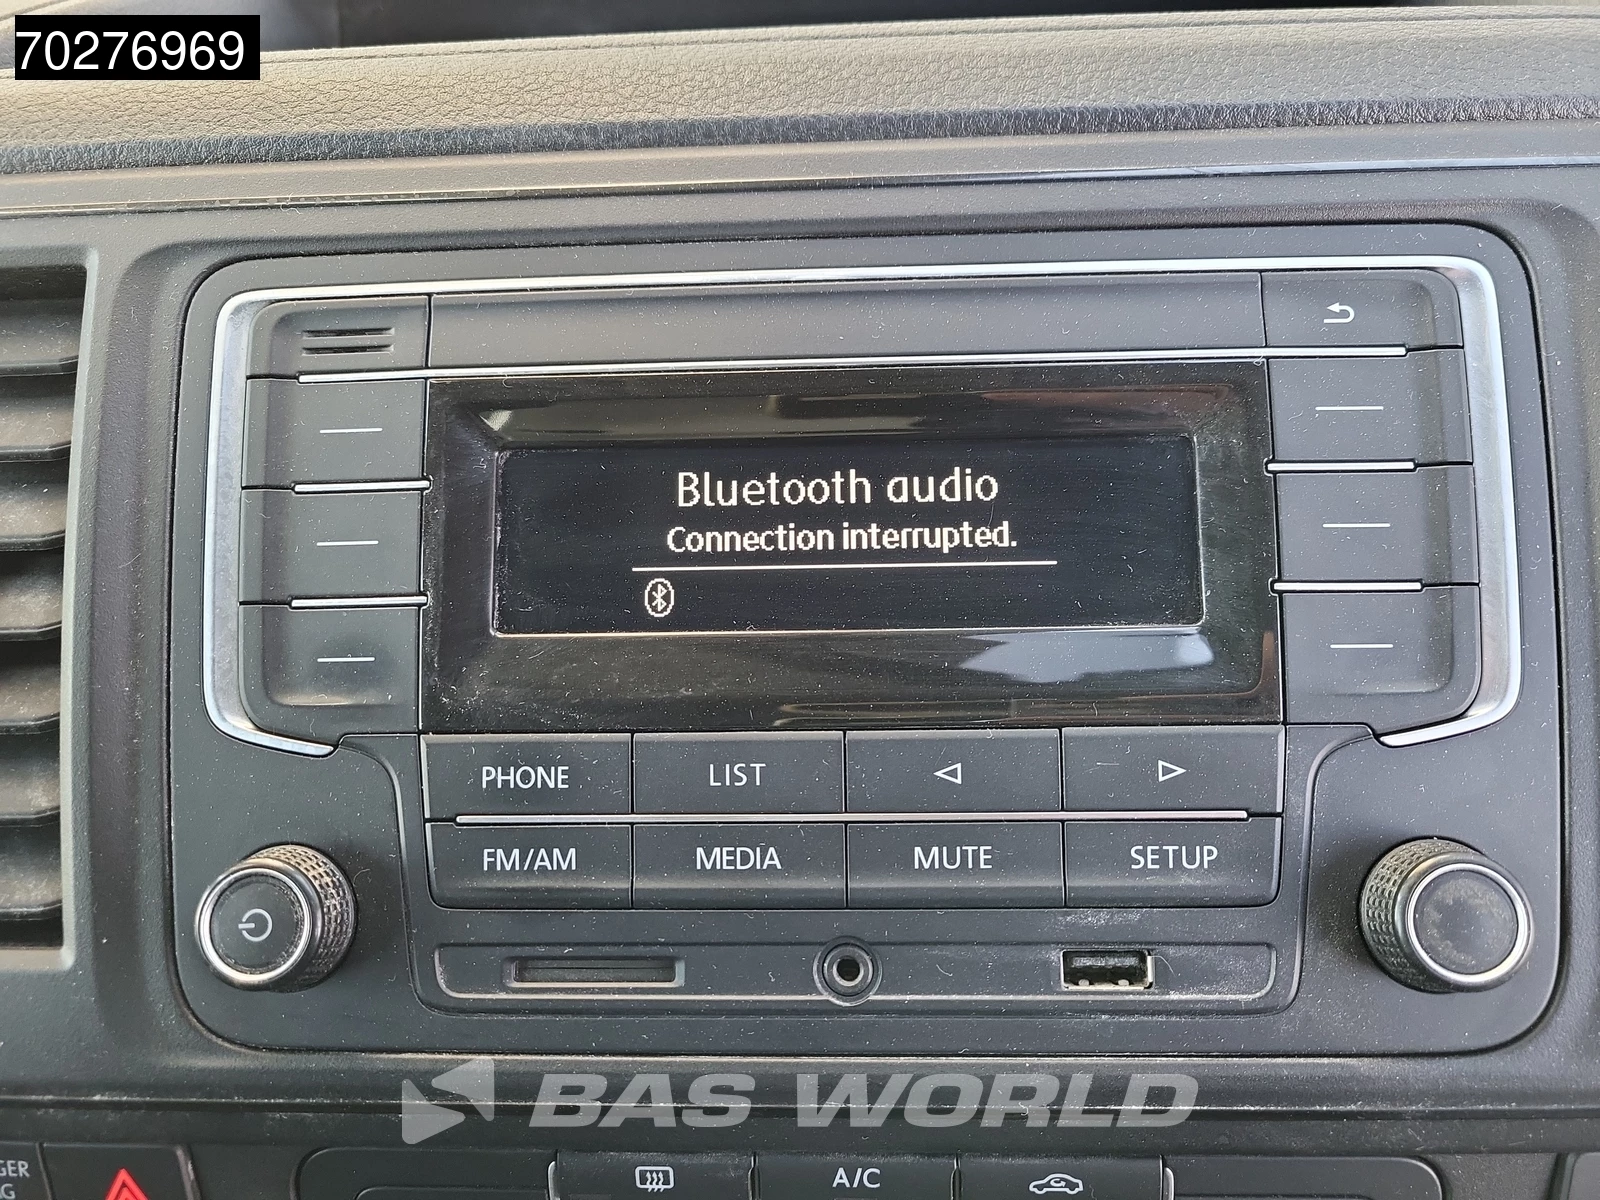 70276969
Bluetooth audio
Connection interrupted.
PHONE LIST
FM/AM MEDIA MUTE SETUP
BAS WORLD
A/C